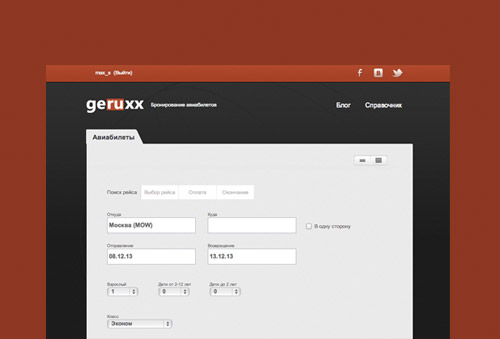 max_s (Выйти)
geruxx Бронирование авиабилетов
Блог Справочник
Авиабилеты
Поиск рейса Выбор рейса Оплата Окончание
Откуда Куда
Москва (MOW) В одну сторону
Отправление Возвращение
08.12.13 13.12.13
Взрослый Дети от 2-12 лет Дети до 2 лет
1 0 0
Класс
Эконом